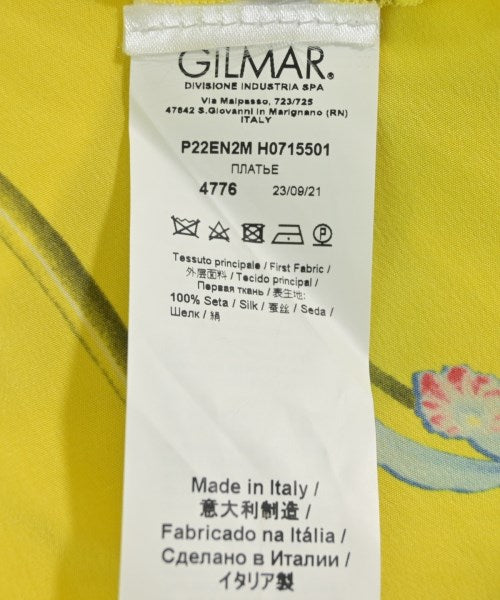 GILMAR®
DIVISIONE INDUSTRIA SPA
Via Malpasso, 723/725
47842 S.Giovanni in Marignano (RN)
ITALY
P22EN2M H0715501
ПЛАТЬЕ
4776 23/09/21
P
Tessuto principale / First Fabric /
外层面料 / Tecido principal /
Первая ткань / 表生地:
100% Seta / Silk / 蚕丝 / Seda /
Шелк / 絹
Made in Italy /
意大利制造 /
Fabricado na Itália /
Сделано в Италии /
イタリア製